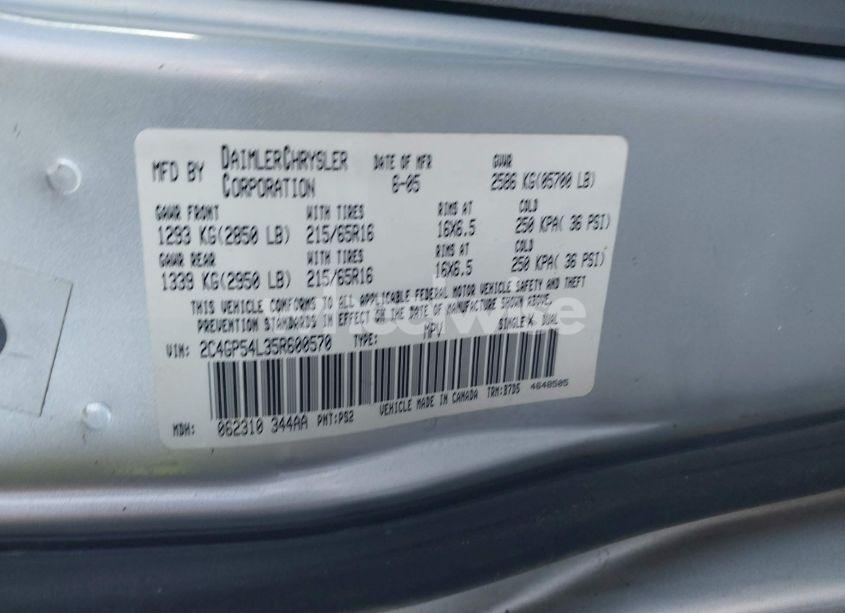 MFD BY DAIMLERCHRYSLER CORPORATION DATE OF MFR 6-05 GVWR 2586 KG(05700 LB)
GAWR FRONT WITH TIRES RIMS AT COLD
1293 KG(2850 LB) 215/65R16 16X6.5 250 KPA( 36 PSI)
GAWR REAR WITH TIRES RIMS AT COLD
1339 KG(2950 LB) 215/65R16 16X6.5 250 KPA( 36 PSI)
THIS VEHICLE CONFORMS TO ALL APPLICABLE FEDERAL MOTOR VEHICLE SAFETY AND THEFT
PREVENTION STANDARDS IN EFFECT ON THE DATE OF MANUFACTURE SHOWN ABOVE.
VIN: 2C4GP54L35R600570 TYPE: MPV SINGLE X DUAL
MDH: 062310 344AA PNT:PS2 VEHICLE MADE IN CANADA TRM:B7D5 4648505